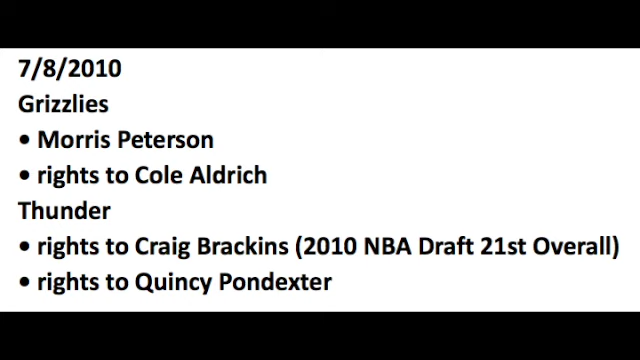 7/8/2010
Grizzlies
• Morris Peterson
• rights to Cole Aldrich
Thunder
• rights to Craig Brackins (2010 NBA Draft 21st Overall)
• rights to Quincy Pondexter